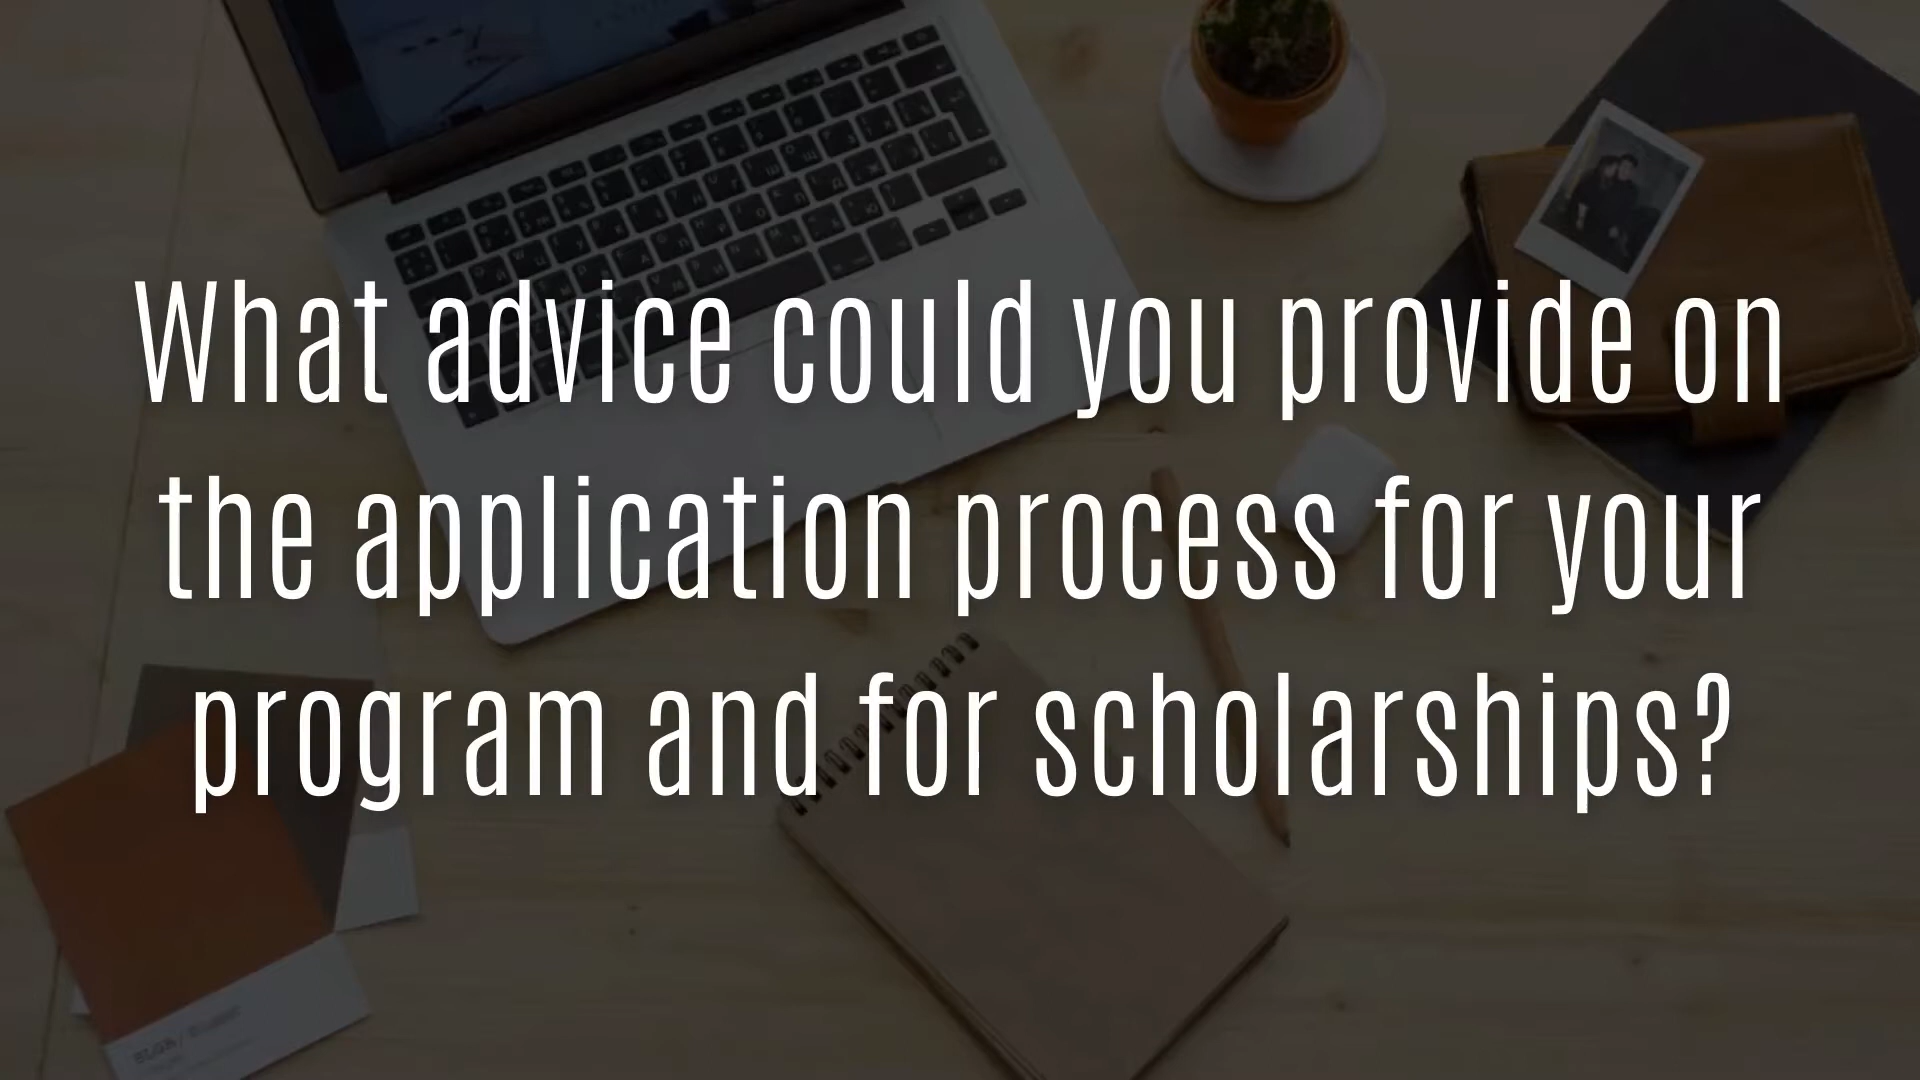 What advice could you provide on
the application process for your
program and for scholarships?